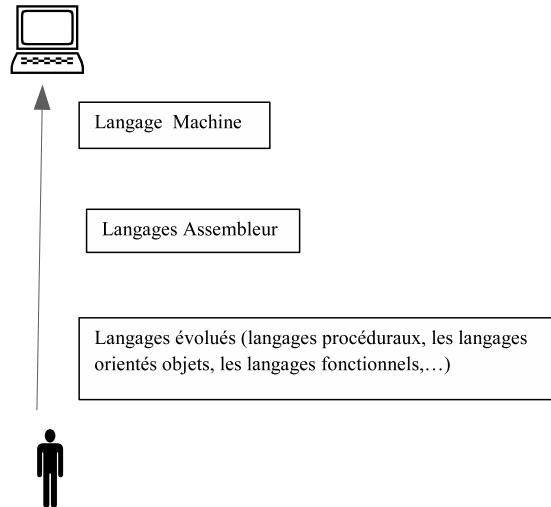 Langage Machine
Langages Assembleur
Langages évolués (langages procéduraux, les langages
orientés objets, les langages fonctionnels,…)